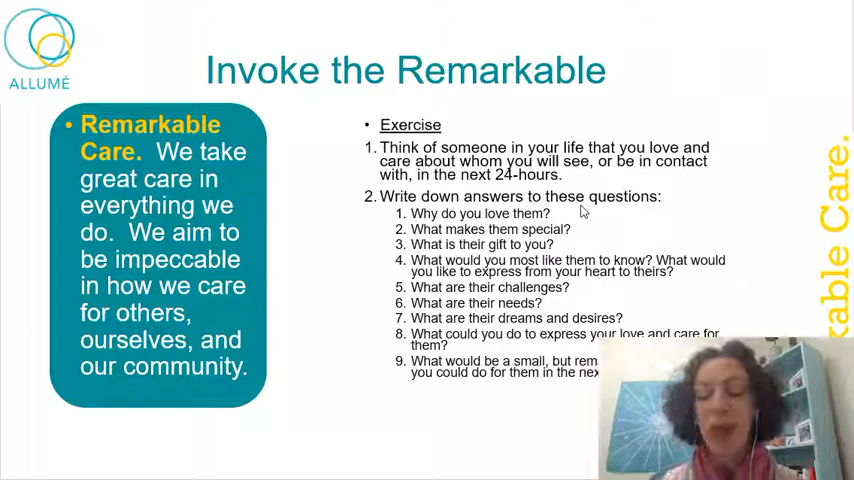 ALLUMÉ
Invoke the Remarkable
• Remarkable
Care. We take
great care in
everything we
do. We aim to
be impeccable
in how we care
for others,
ourselves, and
our community.
• Exercise
1. Think of someone in your life that you love and
care about whom you will see, or be in contact
with, in the next 24-hours.
2. Write down answers to these questions:
1. Why do you love them?
2. What makes them special?
3. What is their gift to you?
4. What would you most like them to know? What would
you like to express from your heart to theirs?
5. What are their challenges?
6. What are their needs?
7. What are their dreams and desires?
8. What could you do to express your love and care for
them?
9. What would be a small, but
you could do for them in the
kable Care.